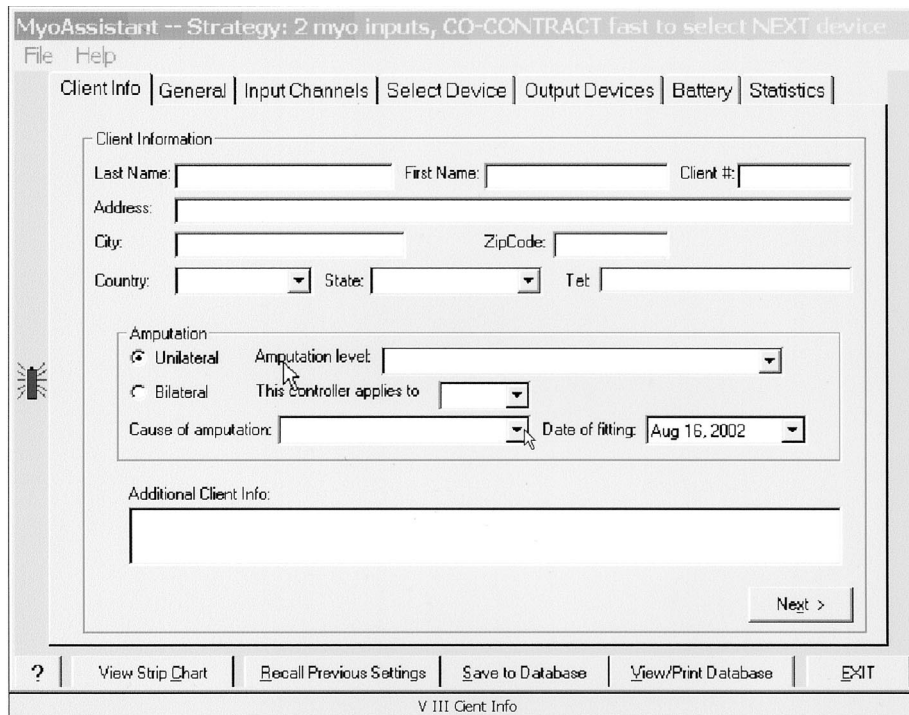 MyoAssistant -- Strategy: 2 myo inputs, CO-CONTRACT fast to select NEXT device
File Help
Client Info General Input Channels Select Device Output Devices Battery Statistics
Client Information
Last Name: First Name: Client #:
Address:
City: ZipCode:
Country: State: Tel:
Amputation
Unilateral Amputation level:
Bilateral This controller applies to
Cause of amputation: Date of fitting: Aug 16, 2002
Additional Client Info:
Next >
? View Strip Chart Recall Previous Settings Save to Database View/Print Database EXIT
V III Cient Info